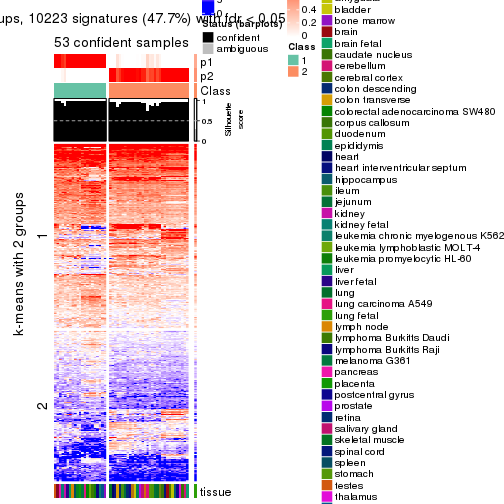 ups, 10223 signatures (47.7%) with fdr < 0.05
53 confident samples
p1
p2
Class
1
0.5
0
Silhouette
score
k-means with 2 groups
1
2
tissue
0
Status (barplots)
confident
ambiguous
0.4
0.2
0
Class
1
2
amygdala
bladder
bone marrow
brain
brain fetal
caudate nucleus
cerebellum
cerebral cortex
colon descending
colon transverse
colorectal adenocarcinoma SW480
corpus callosum
duodenum
epididymis
heart
heart interventricular septum
hippocampus
ileum
jejunum
kidney
kidney fetal
leukemia chronic myelogenous K562
leukemia lymphoblastic MOLT-4
leukemia promyelocytic HL-60
liver
liver fetal
lung
lung carcinoma A549
lung fetal
lymph node
lymphoma Burkitts Daudi
lymphoma Burkitts Raji
melanoma G361
pancreas
placenta
postcentral gyrus
prostate
retina
salivary gland
skeletal muscle
spinal cord
spleen
stomach
testes
thalamus